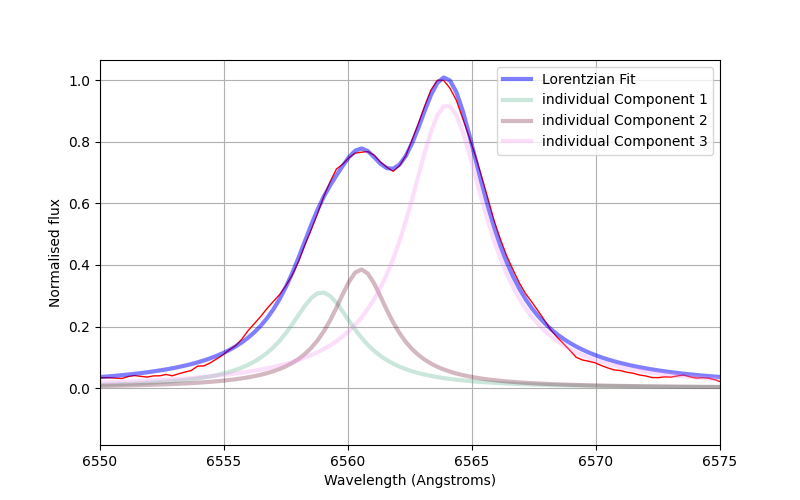 Lorentzian Fit
individual Component 1
individual Component 2
individual Component 3
1.0
0.8
0.6
0.4
0.2
0.0
Normalised flux
6550 6555 6560 6565 6570 6575
Wavelength (Angstroms)